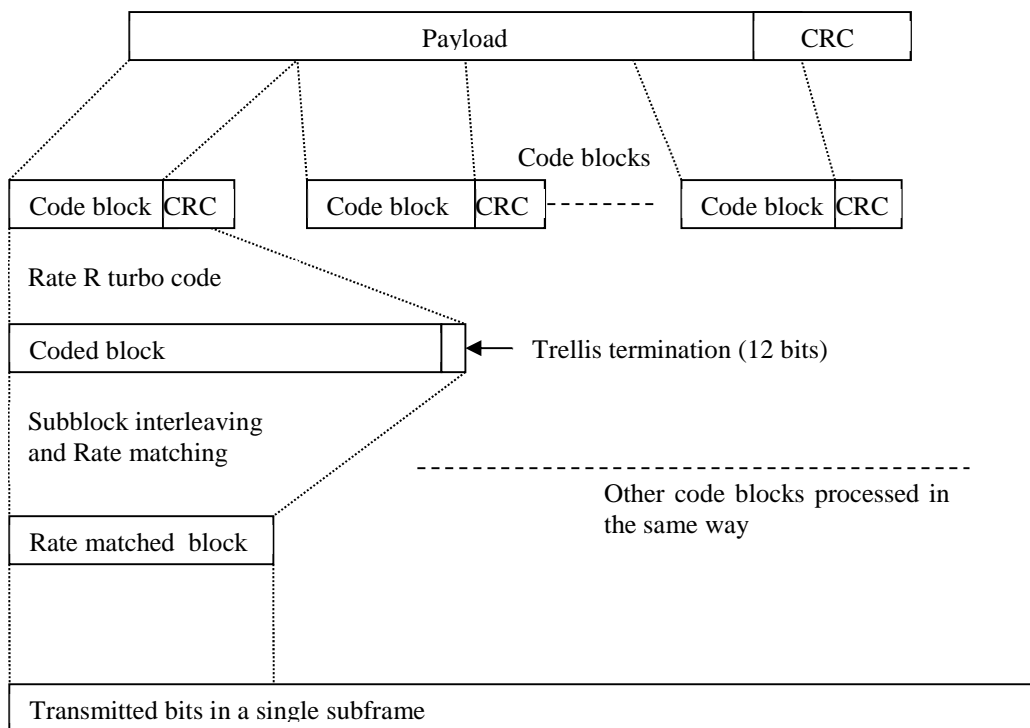 Payload CRC
Code blocks
Code block CRC Code block CRC Code block CRC
Rate R turbo code
Coded block Trellis termination (12 bits)
Subblock interleaving
and Rate matching
Other code blocks processed in
the same way
Rate matched block
Transmitted bits in a single subframe